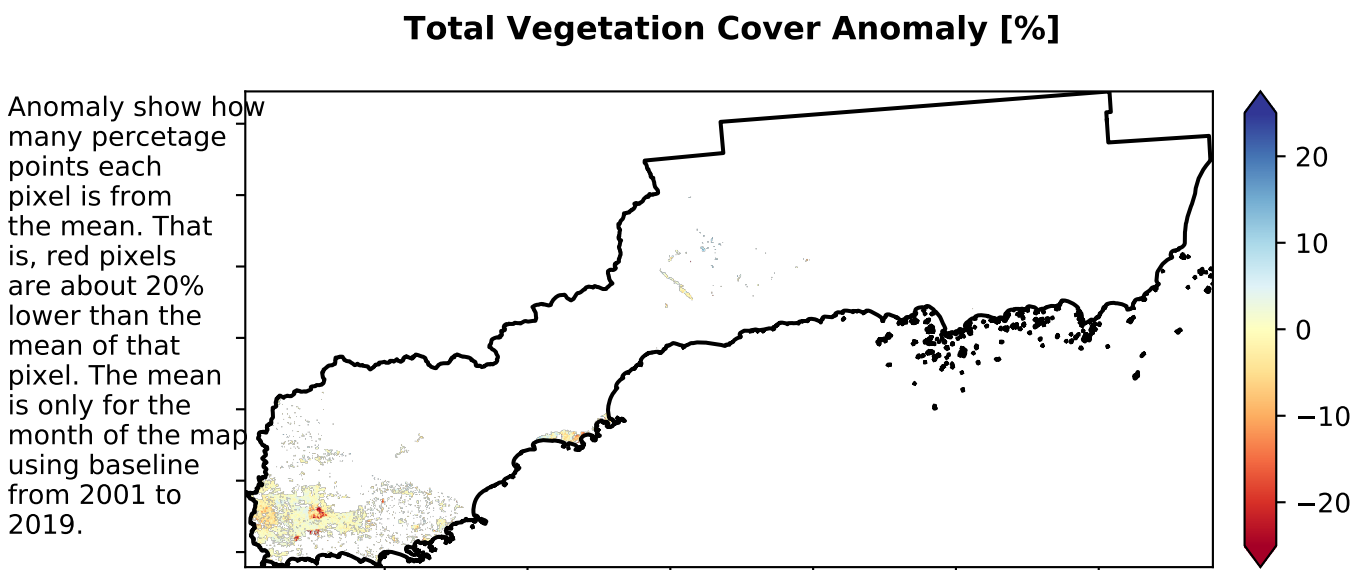 Total Vegetation Cover Anomaly [%]
Anomaly show how
many percetage
points each
pixel is from
the mean. That
is, red pixels
are about 20%
lower than the
mean of that
pixel. The mean
is only for the
month of the map
using baseline
from 2001 to
2019.
20
10
0
−10
−20